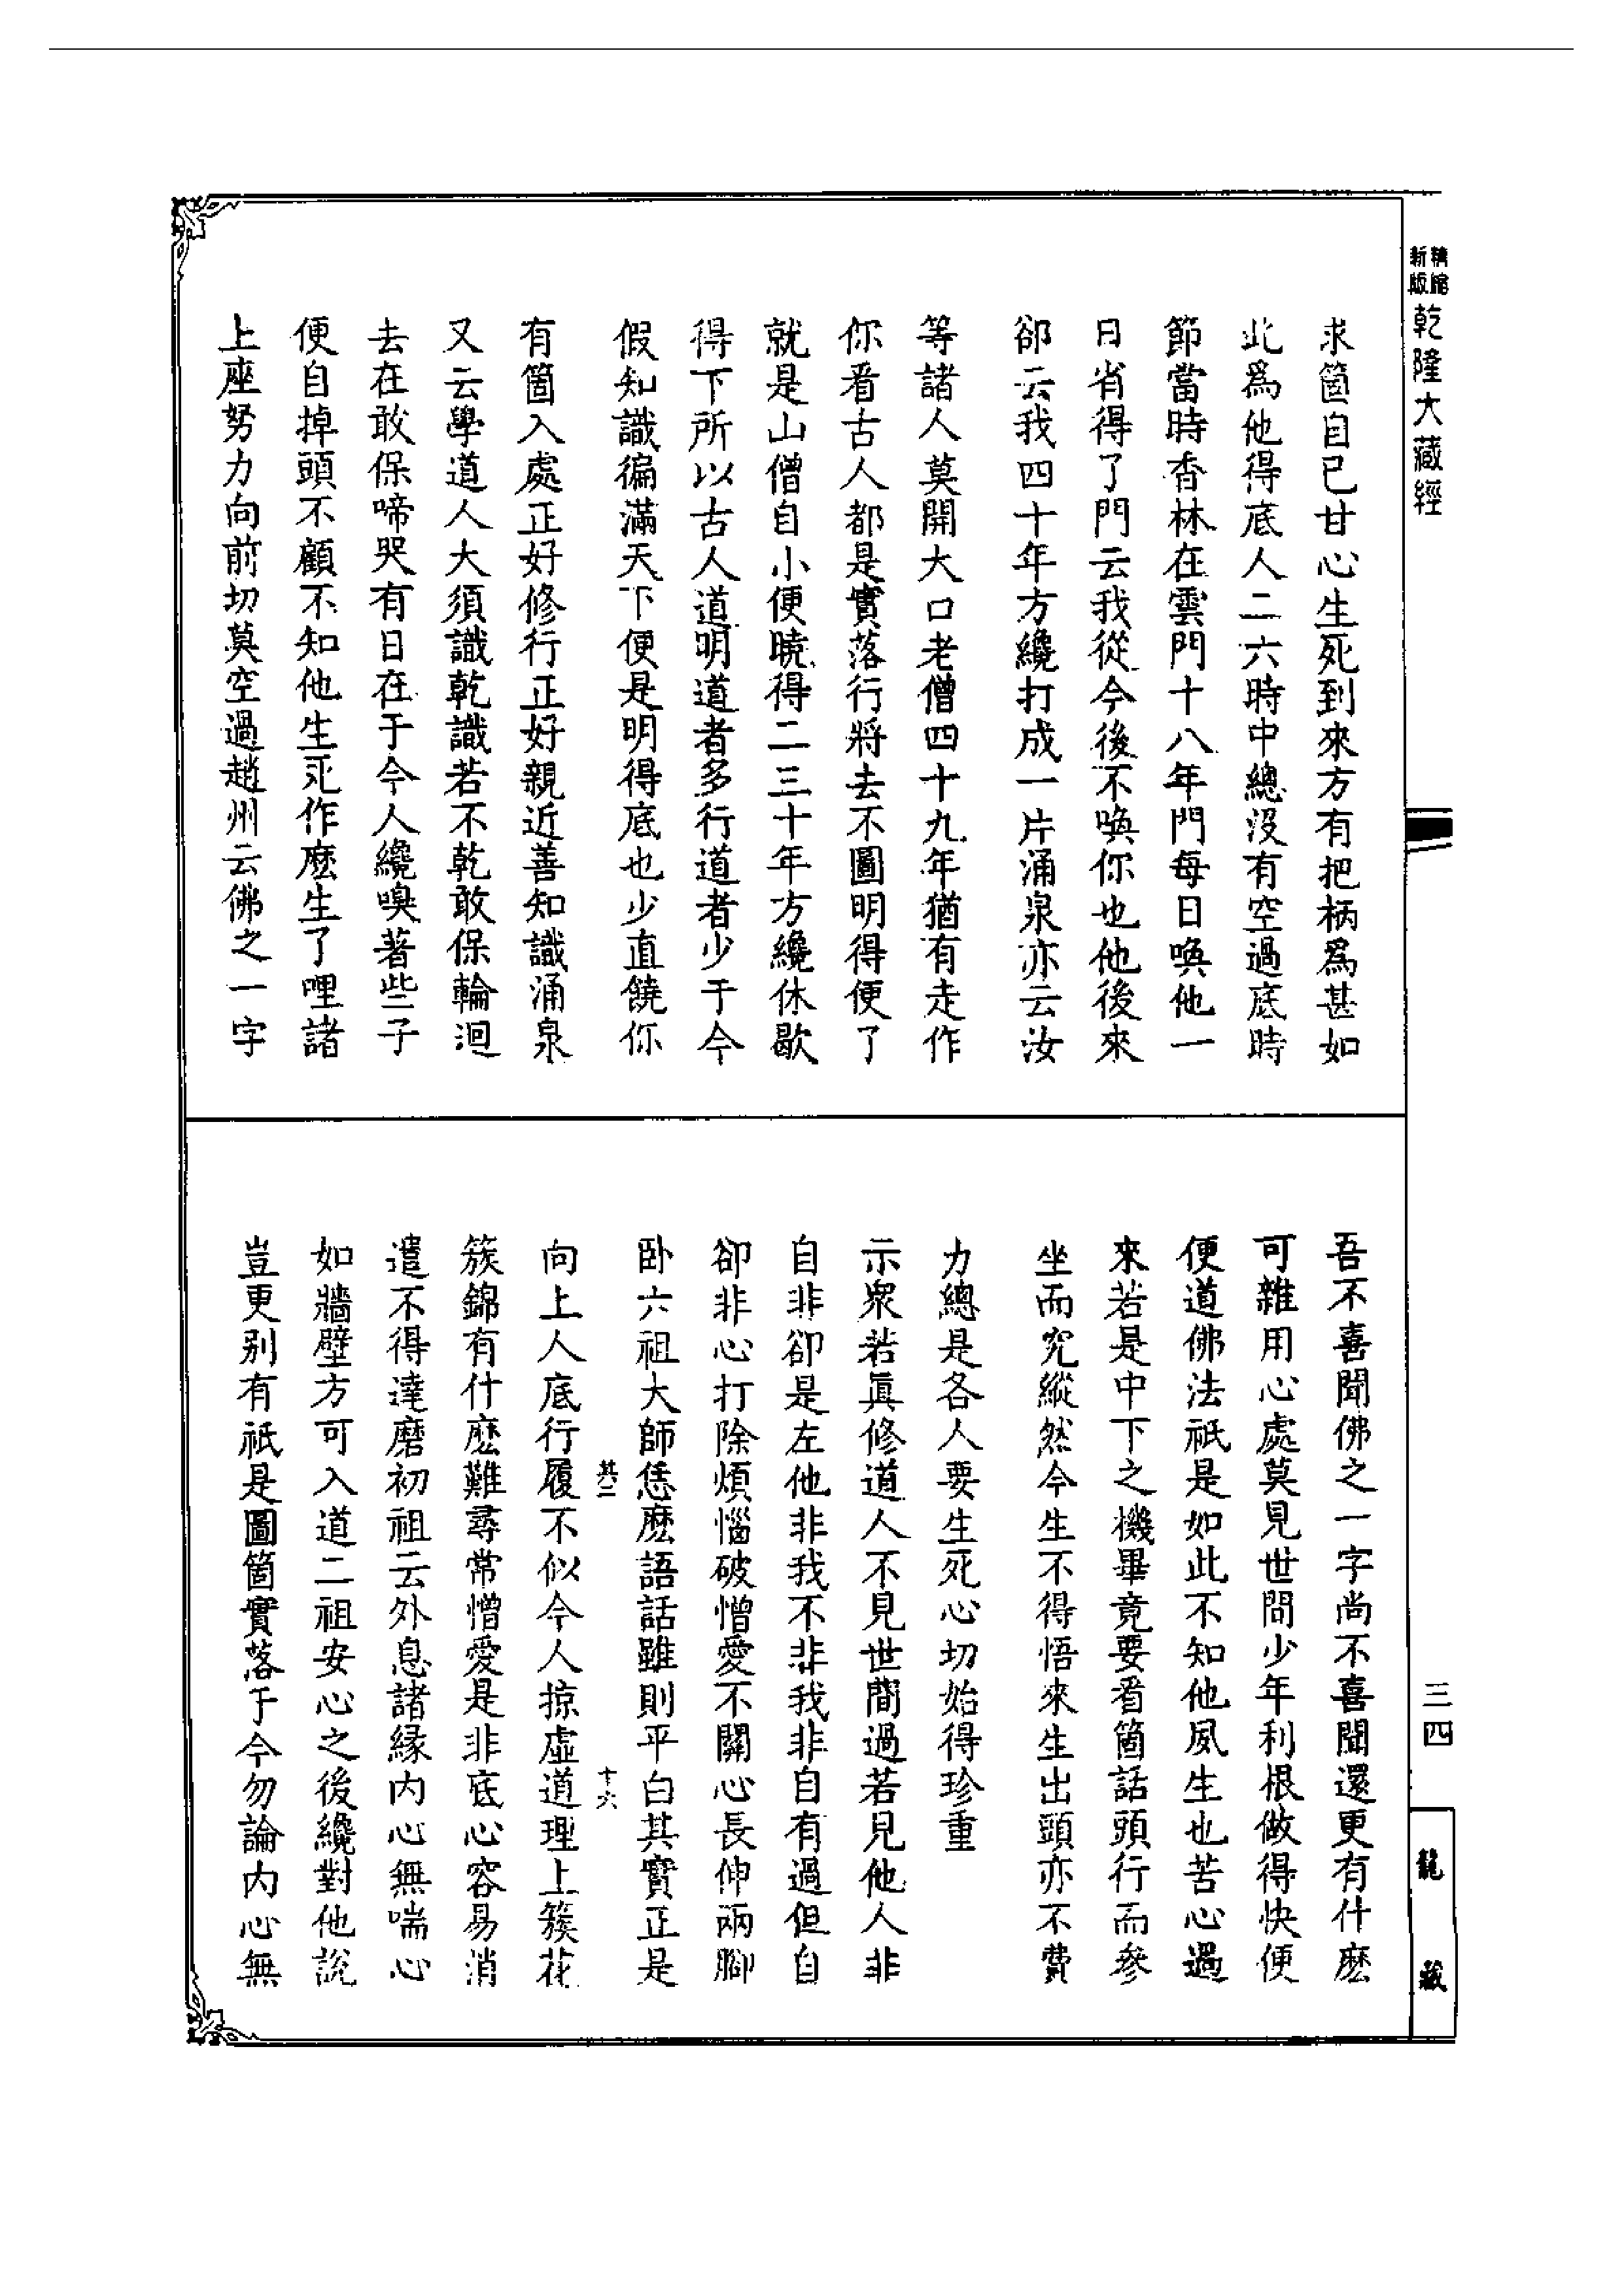 精縮新版
乾隆大藏經
求箇自已甘心生死到來方有把柄爲甚如
此爲他得底人二六時中總沒有空過底時
節當時香林在雲門十八年門每日喚他一
日省得了門云我從今後不喚你也他後來
郤云我四十年方纔打成一片涌泉亦云汝
等諸人莫開大口老僧四十九年猶有走作
你看古人都是實落行將去不圖明得便了
就是山僧自小便曉得二三十年方纔休歇
得下所以古人道明道者多行道者少于今
假知識徧滿天下便是明得底也少直饒你
有箇入處正好修行正好親近善知識涌泉
又云學道人大須識乾識若不乾敢保輪迴
去在敢保啼哭有日在于今人纔嗅著些子
便自掉頭不顧不知他生死作麽生了哩諸
上座努力向前切莫空過趙州云佛之一字
三四
龍藏
吾不喜聞佛之一字尚不喜聞還更有什麽
可雜用心處莫見世間少年利根做得快便
便道佛法祇是如此不知他夙生也苦心過
來若是中下之機畢竟要看箇話頭行而參
坐而究縱然今生不得悟來生出頭亦不費
力總是各人要生死心切始得珍重
示衆若眞修道人不見世間過若見他人非
自非卻是左他非我不非我非自有過但自
卻非心打除煩惱破憎愛不關心長伸兩腳
卧六祖大師恁麽語話雖則平白其實正是
其二
十六
向上人底行履不似今人掠虛道理上簇花
簇錦有什麽難尋常憎愛是非底心容易消
遣不得達磨初祖云外息諸緣内心無喘心
如牆壁方可入道二祖安心之後纔對他說
豈更别有祇是圖箇實落于今勿論内心無